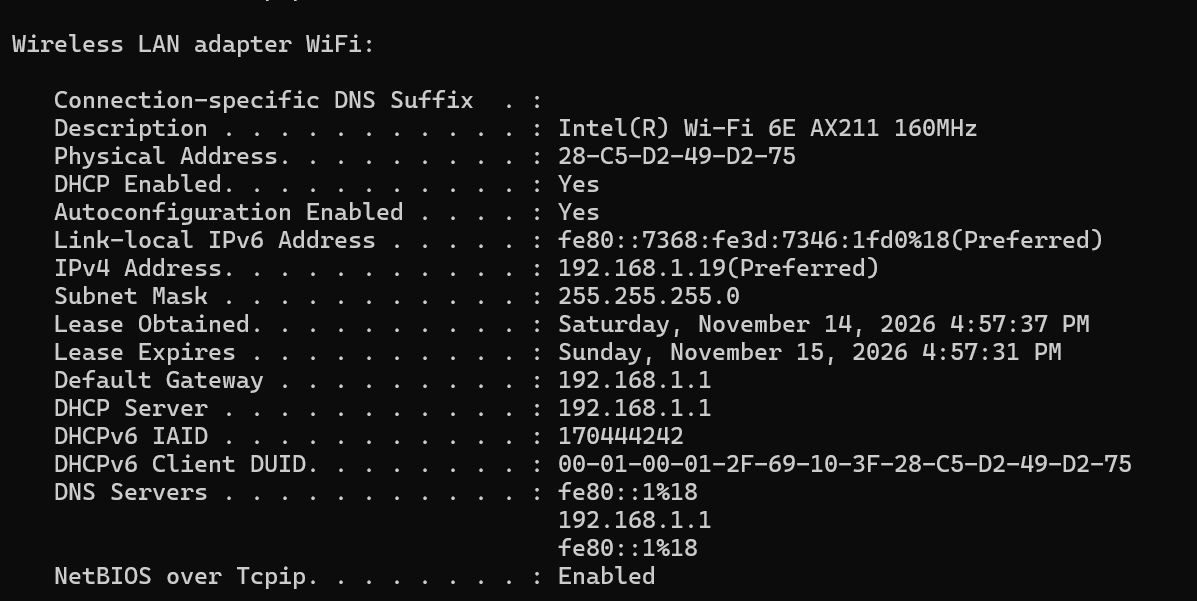 Wireless LAN adapter WiFi:
Connection-specific DNS Suffix  . :
Description . . . . . . . . . . . : Intel(R) Wi-Fi 6E AX211 160MHz
Physical Address. . . . . . . . . : 28-C5-D2-49-D2-75
DHCP Enabled. . . . . . . . . . . : Yes
Autoconfiguration Enabled . . . . : Yes
Link-local IPv6 Address . . . . . : fe80::7368:fe3d:7346:1fd0%18(Preferred)
IPv4 Address. . . . . . . . . . . : 192.168.1.19(Preferred)
Subnet Mask . . . . . . . . . . . : 255.255.255.0
Lease Obtained. . . . . . . . . . : Saturday, November 14, 2026 4:57:37 PM
Lease Expires . . . . . . . . . . : Sunday, November 15, 2026 4:57:31 PM
Default Gateway . . . . . . . . . : 192.168.1.1
DHCP Server . . . . . . . . . . . : 192.168.1.1
DHCPv6 IAID . . . . . . . . . . . : 170444242
DHCPv6 Client DUID. . . . . . . . : 00-01-00-01-2F-69-10-3F-28-C5-D2-49-D2-75
DNS Servers . . . . . . . . . . . : fe80::1%18
192.168.1.1
fe80::1%18
NetBIOS over Tcpip. . . . . . . . : Enabled